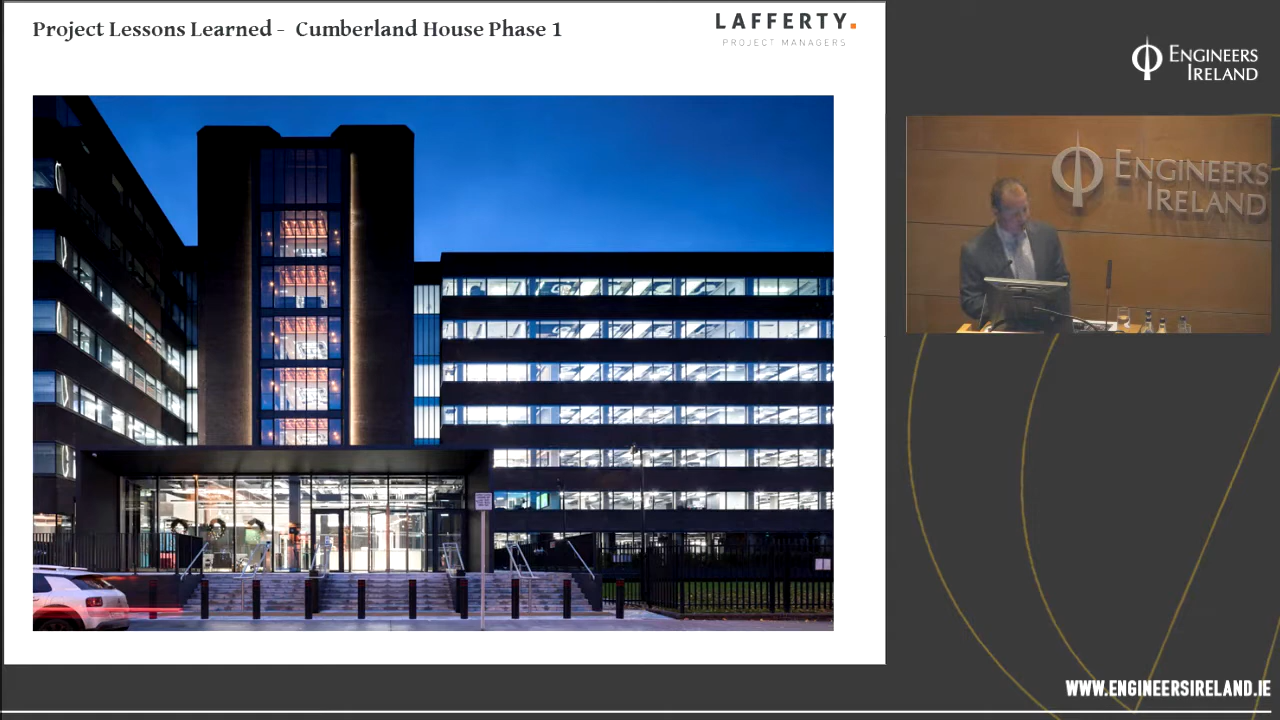 Project Lessons Learned - Cumberland House Phase 1
LAFFERTY.
PROJECT MANAGERS
ENGINEERS
IRELAND
ENGINEERS
IRELAND
WWW.ENGINEERSIRELAND.IE